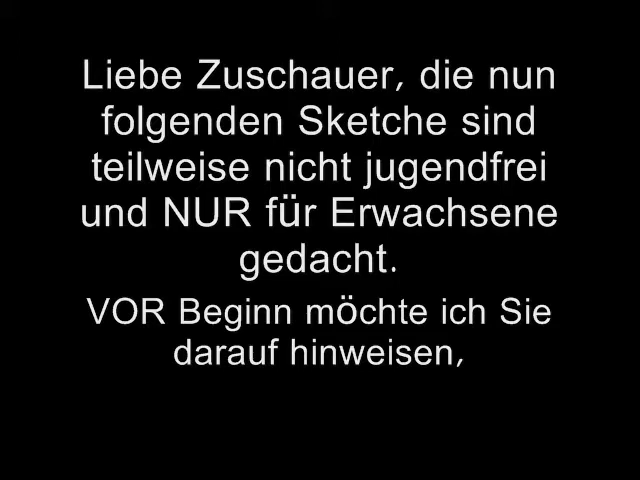 Liebe Zuschauer, die nun
folgenden Sketche sind
teilweise nicht jugendfrei
und NUR für Erwachsene
gedacht.
VOR Beginn möchte ich Sie
darauf hinweisen,